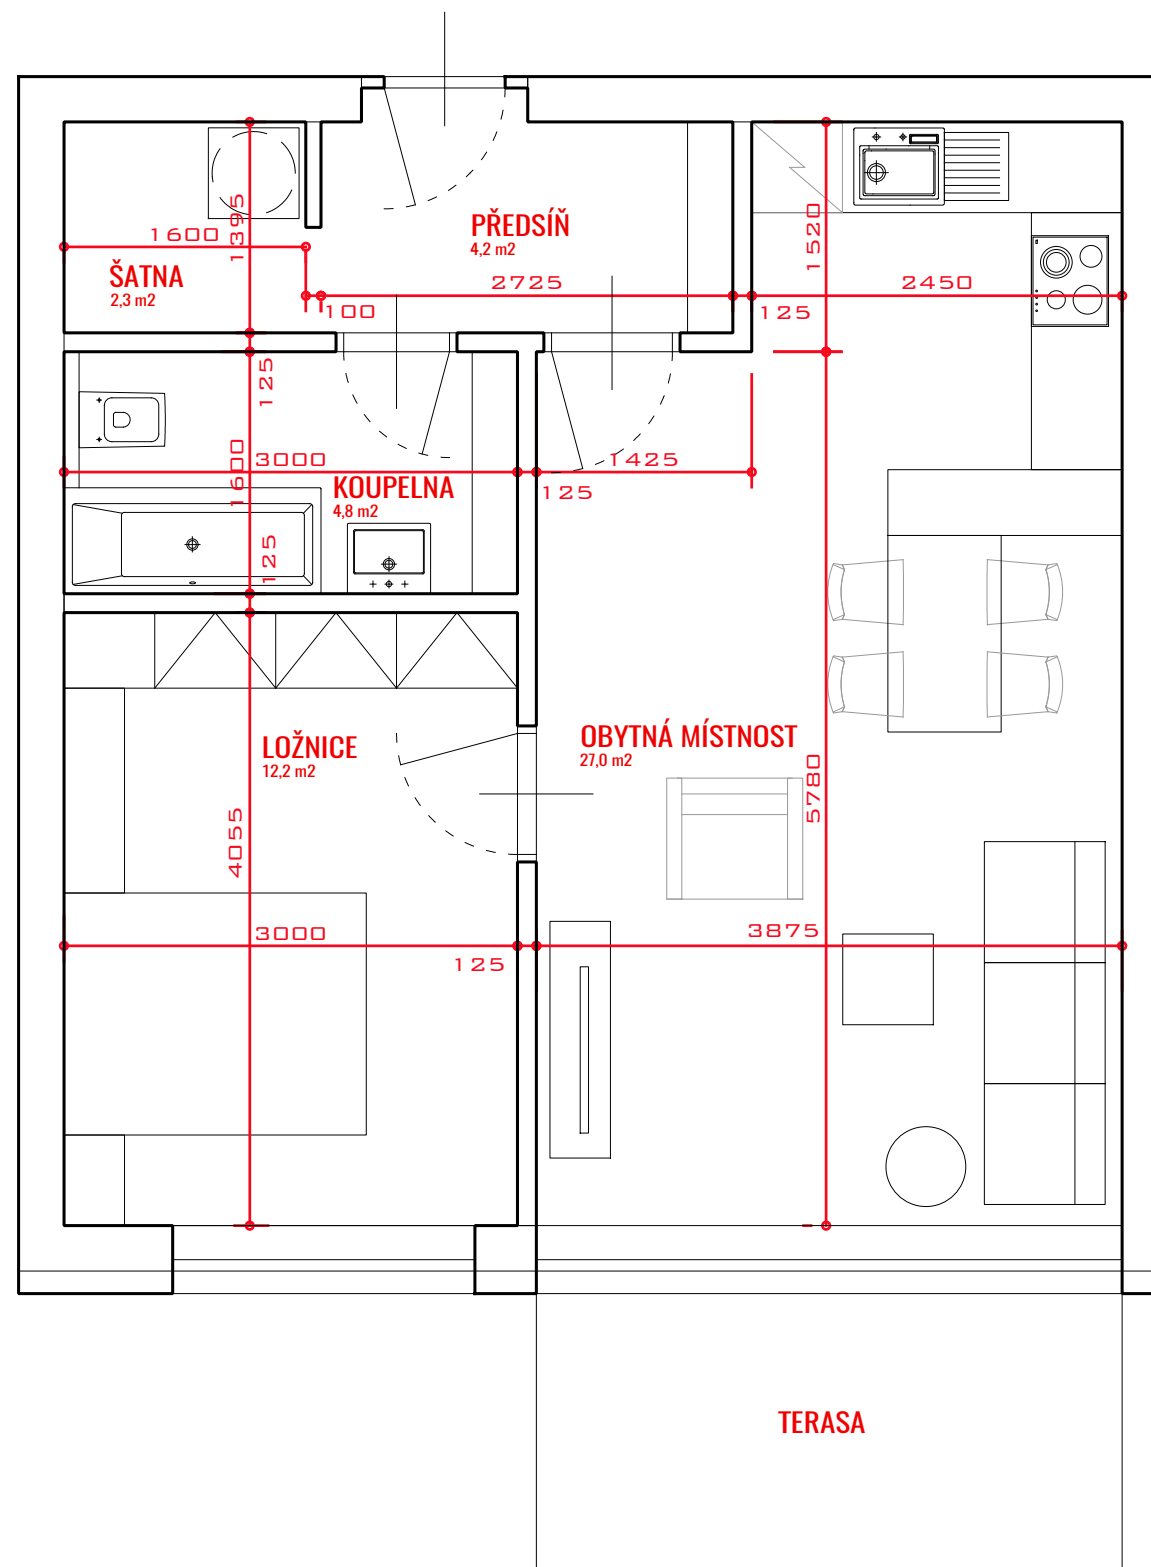 PŘEDSÍŇ
4,2 m2
1395
1600
1520
ŠATNA
2,3 m2
2725
2450
100
125
125
1600
3000
1425
KOUPELNA
4,8 m2
125
125
OBYTNÁ MÍSTNOST
27,0 m2
LOŽNICE
12,2 m2
5780
4055
3000
3875
125
TERASA